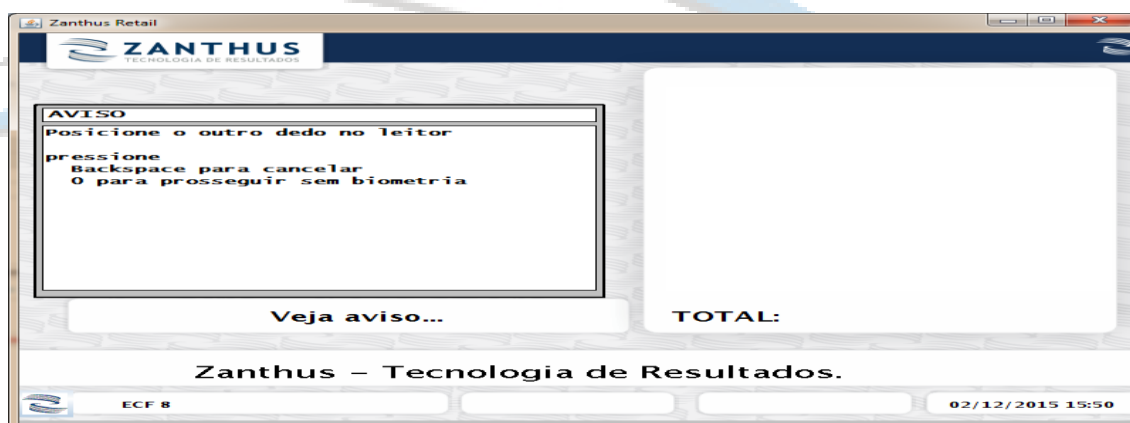 Zanthus Retail
ZANTHUS
TECNOLOGIA DE RESULTADOS
AVISO
Posicione o outro dedo no leitor
pressione
Backspace para cancelar
O para prosseguir sem biometria
Veja aviso...
TOTAL:
Zanthus – Tecnologia de Resultados.
ECF 8
02/12/2015 15:50